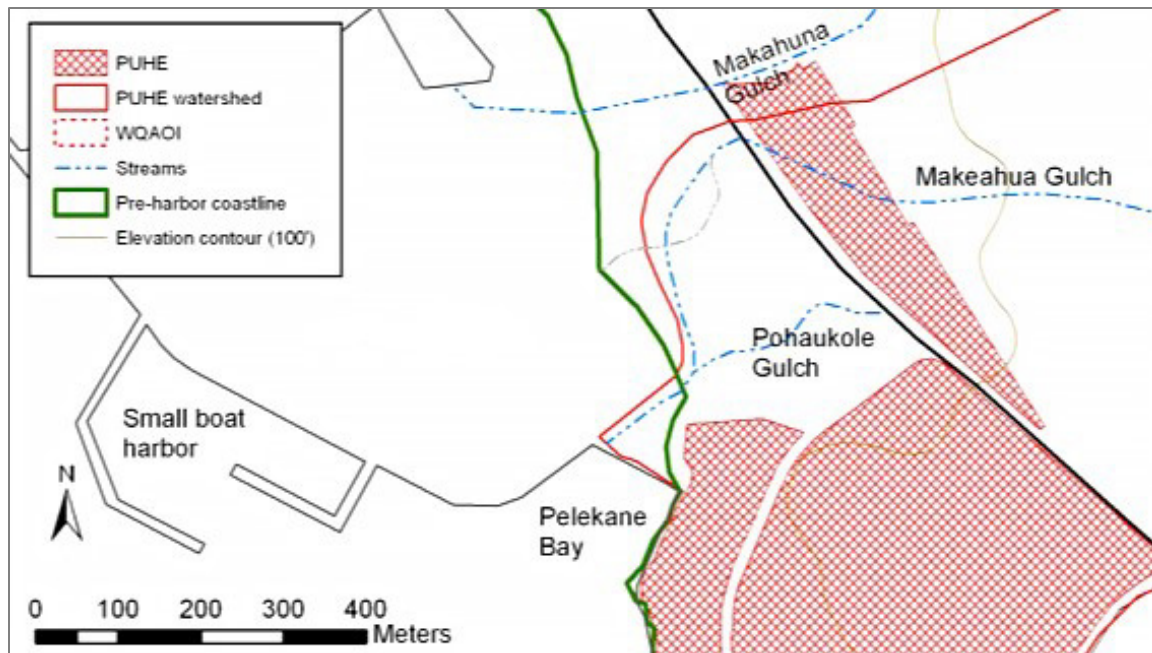 PUHE
PUHE watershed
WQAOI
Streams
Pre-harbor coastline
Elevation contour (100')
Makahuna
Gulch
Makeahua Gulch
Pohaukole
Gulch
Small boat
harbor
N
Pelekane
Bay
0 100 200 300 400
Meters